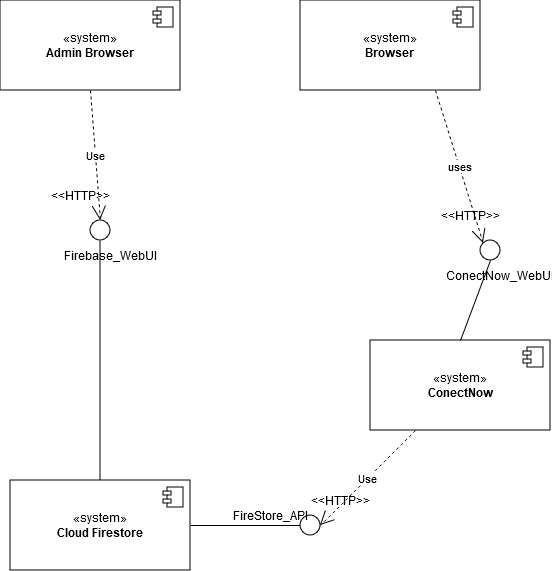 «system»
Admin Browser
«system»
Browser
Use
uses
<<HTTP>>
<<HTTP>>
Firebase_WebUI
ConectNow_WebUI
«system»
ConectNow
Use
<<HTTP>>
FireStore_API
«system»
Cloud Firestore